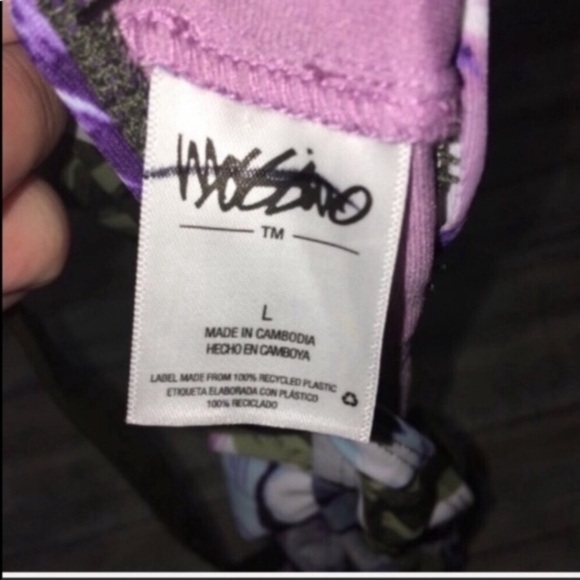 Mossimo
TM
L
MADE IN CAMBODIA
HECHO EN CAMBOYA
LABEL MADE FROM 100% RECYCLED PLASTIC
ETIQUETA ELABORADA CON PLÁSTICO
100% RECICLADO